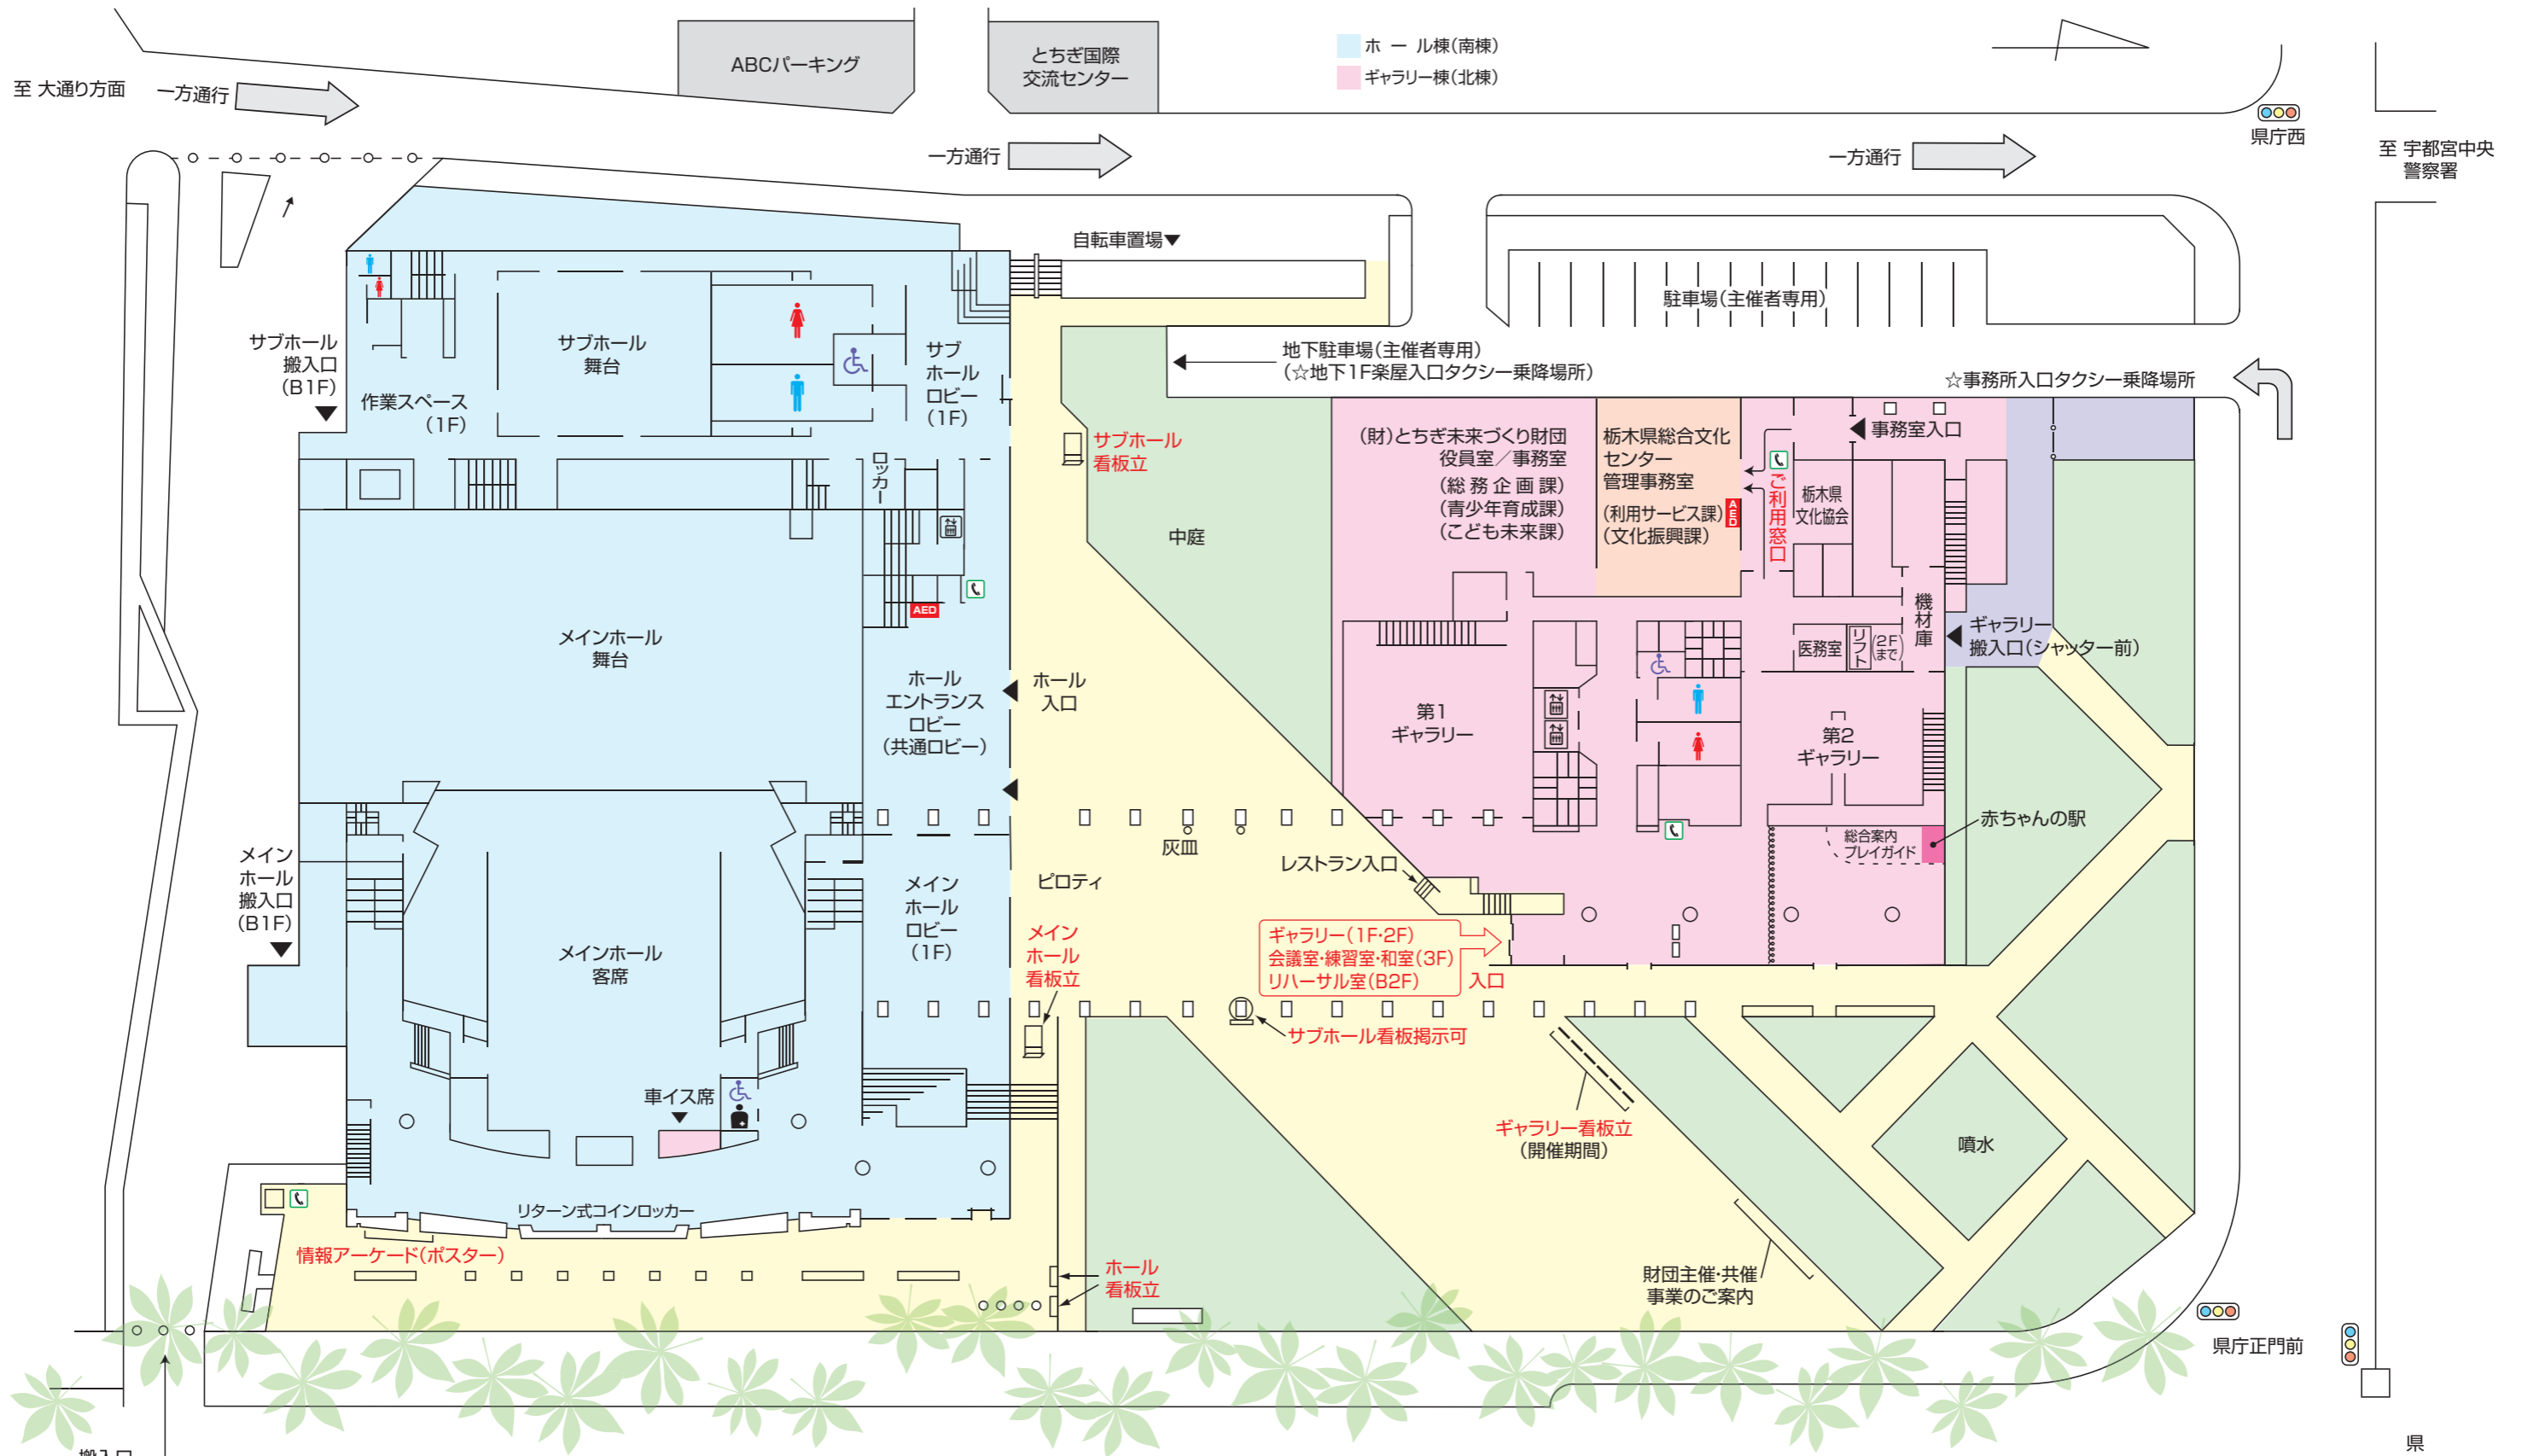 ABCパーキング
とちぎ国際
交流センター
ホール棟(南棟)
ギャラリー棟(北棟)
至 大通り方面
一方通行
一方通行
一方通行
県庁西
至 宇都宮中央
警察署
自転車置場▼
駐車場(主催者専用)
地下駐車場(主催者専用)
(☆地下1F楽屋入口タクシー乗降場所)
☆事務所入口タクシー乗降場所
サブホール
搬入口
(B1F)
作業スペース
(1F)
サブホール
舞台
サブ
ホール
ロビー
(1F)
ロッカー
サブホール
看板立
中庭
(財)とちぎ未来づくり財団
役員室/事務室
(総務企画課)
(青少年育成課)
(こども未来課)
栃木県総合文化
センター
管理事務室
(利用サービス課)
(文化振興課)
AED
ご利用窓口
事務室入口
栃木県
文化協会
機材庫
医務室
リフト
(2F
まで)
ギャラリー
搬入口(シャッター前)
メインホール
舞台
AED
ホール
エントランス
ロビー
(共通ロビー)
ホール
入口
第1
ギャラリー
第2
ギャラリー
総合案内
プレイガイド
赤ちゃんの駅
灰皿
レストラン入口
ピロティ
メイン
ホール
搬入口
(B1F)
メインホール
客席
メイン
ホール
ロビー
(1F)
メイン
ホール
看板立
ギャラリー(1F・2F)
会議室・練習室・和室(3F)
リハーサル室(B2F)
入口
サブホール看板掲示可
車イス席
ギャラリー看板立
(開催期間)
噴水
リターン式コインロッカー
情報アーケード(ポスター)
ホール
看板立
財団主催・共催
事業のご案内
県庁正門前
搬入口
県